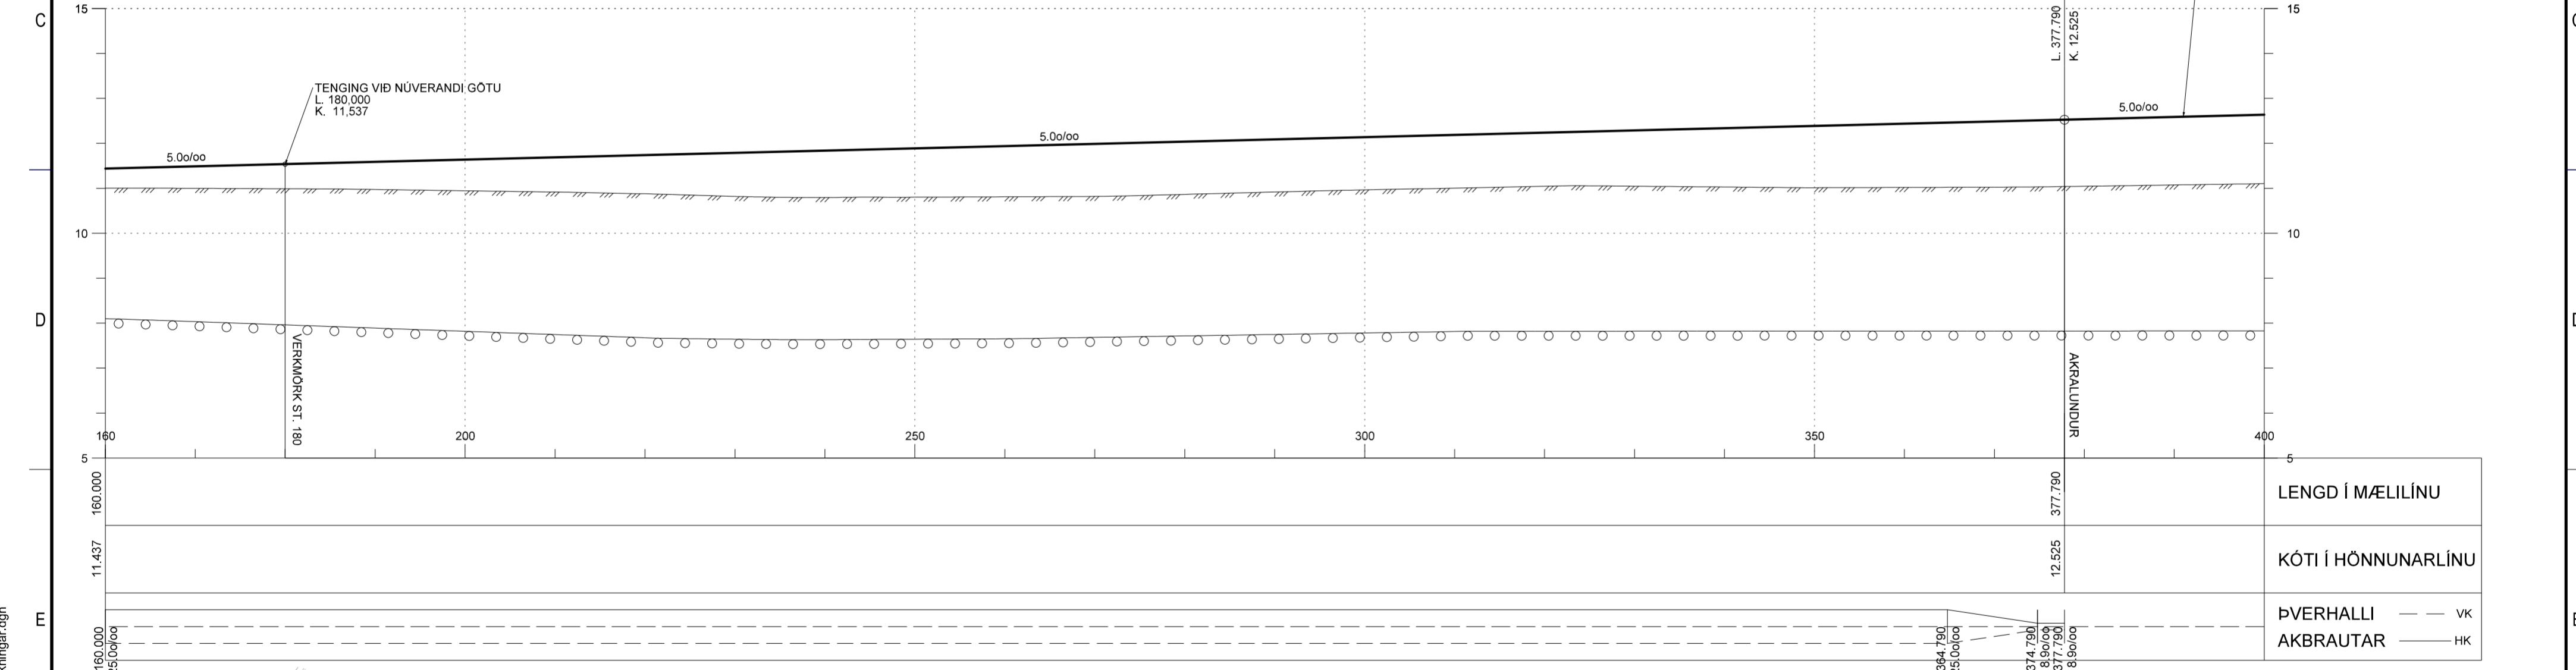 C
15
15
L. 377.790
K. 12.525
TENGING VIÐ NÚVERANDI GÖTU
L. 180,000
K. 11,537
5.0o/oo
5.0o/oo
5.0o/oo
10
10
D
VERKMÖRK ST. 180
AKRALUNDUR
160
200
250
300
350
400
5
5
160.000
377.790
LENGD Í MÆLILÍNU
11.437
12.525
KÓTI Í HÖNNUNARLÍNU
E
ÞVERHALLI
VK
AKBRAUTAR
HK
160.000
25.0o/oo
364.790
25.0o/oo
374.790
8.9o/oo
377.790
8.9o/oo